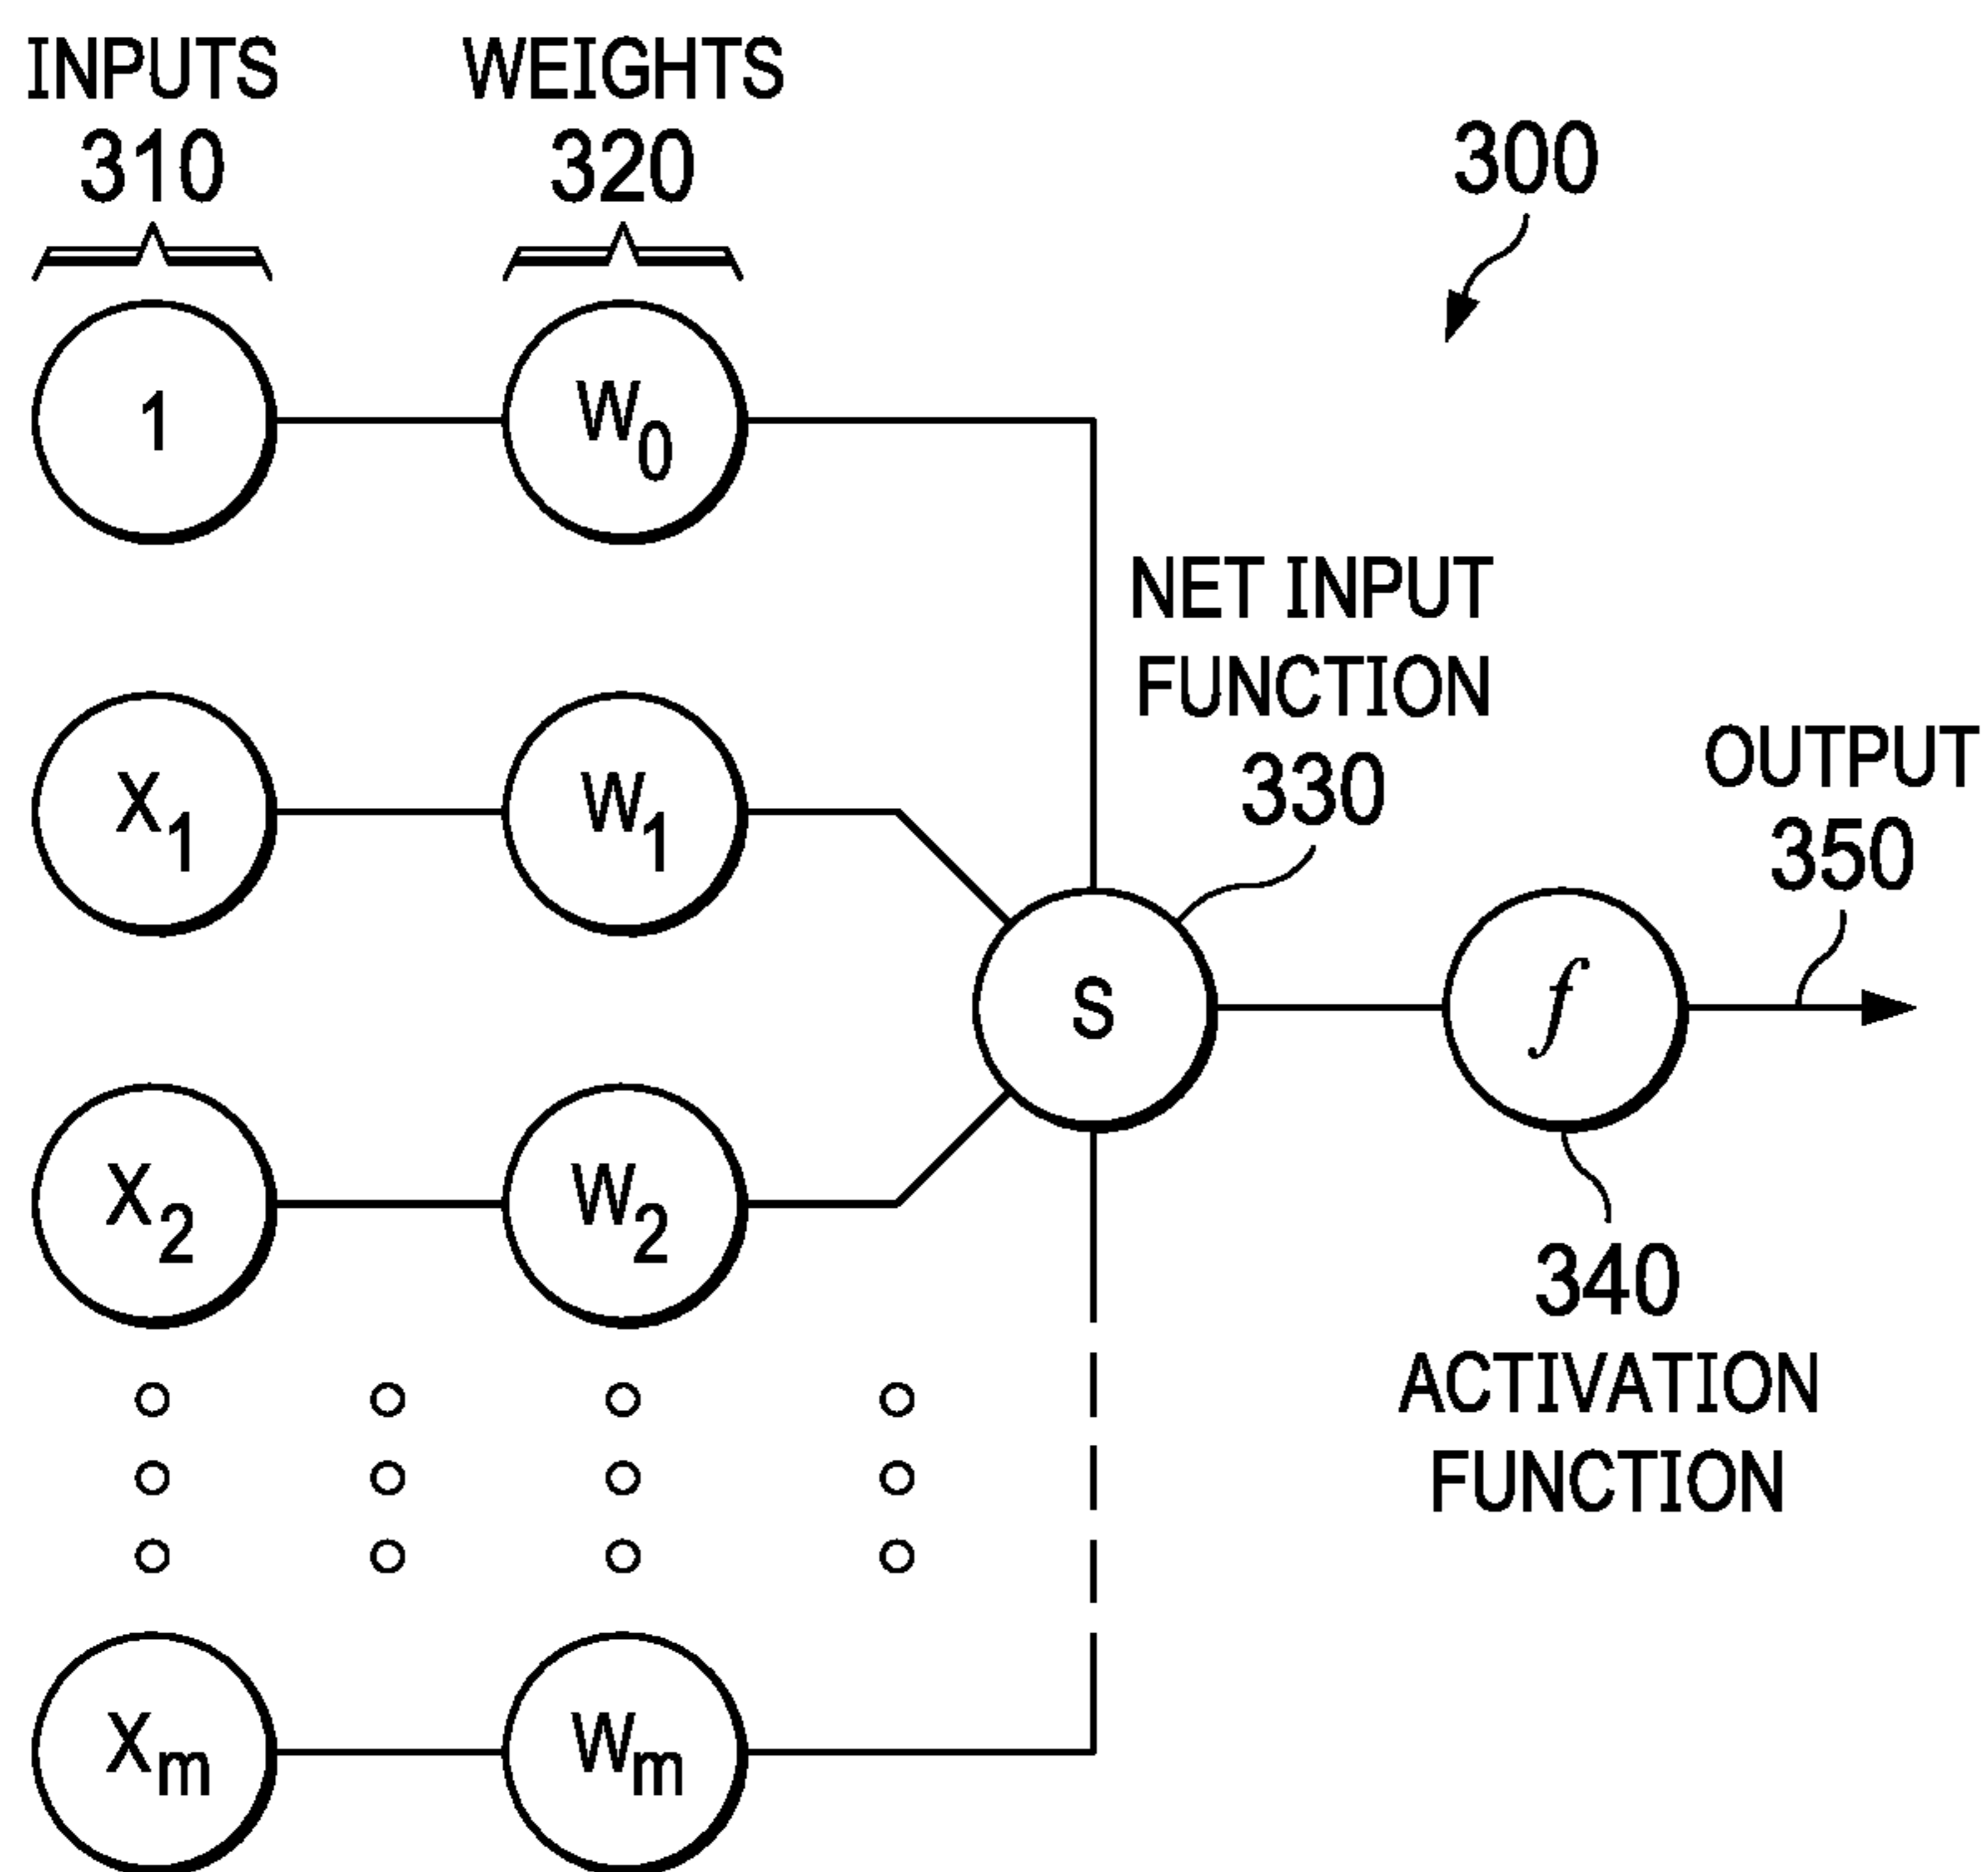 INPUTS
310
WEIGHTS
320
300
1
W0
NET INPUT
FUNCTION
330
OUTPUT
350
X1
W1
S
f
X2
W2
340
ACTIVATION
FUNCTION
Xm
Wm